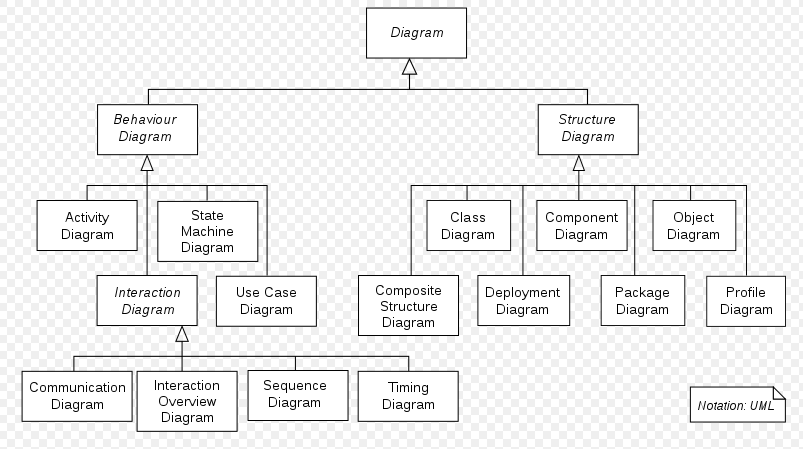 Diagram
Behaviour
Diagram
Structure
Diagram
Activity
Diagram
State
Machine
Diagram
Class
Diagram
Component
Diagram
Object
Diagram
Interaction
Diagram
Use Case
Diagram
Composite
Structure
Diagram
Deployment
Diagram
Package
Diagram
Profile
Diagram
Communication
Diagram
Interaction
Overview
Diagram
Sequence
Diagram
Timing
Diagram
Notation: UML